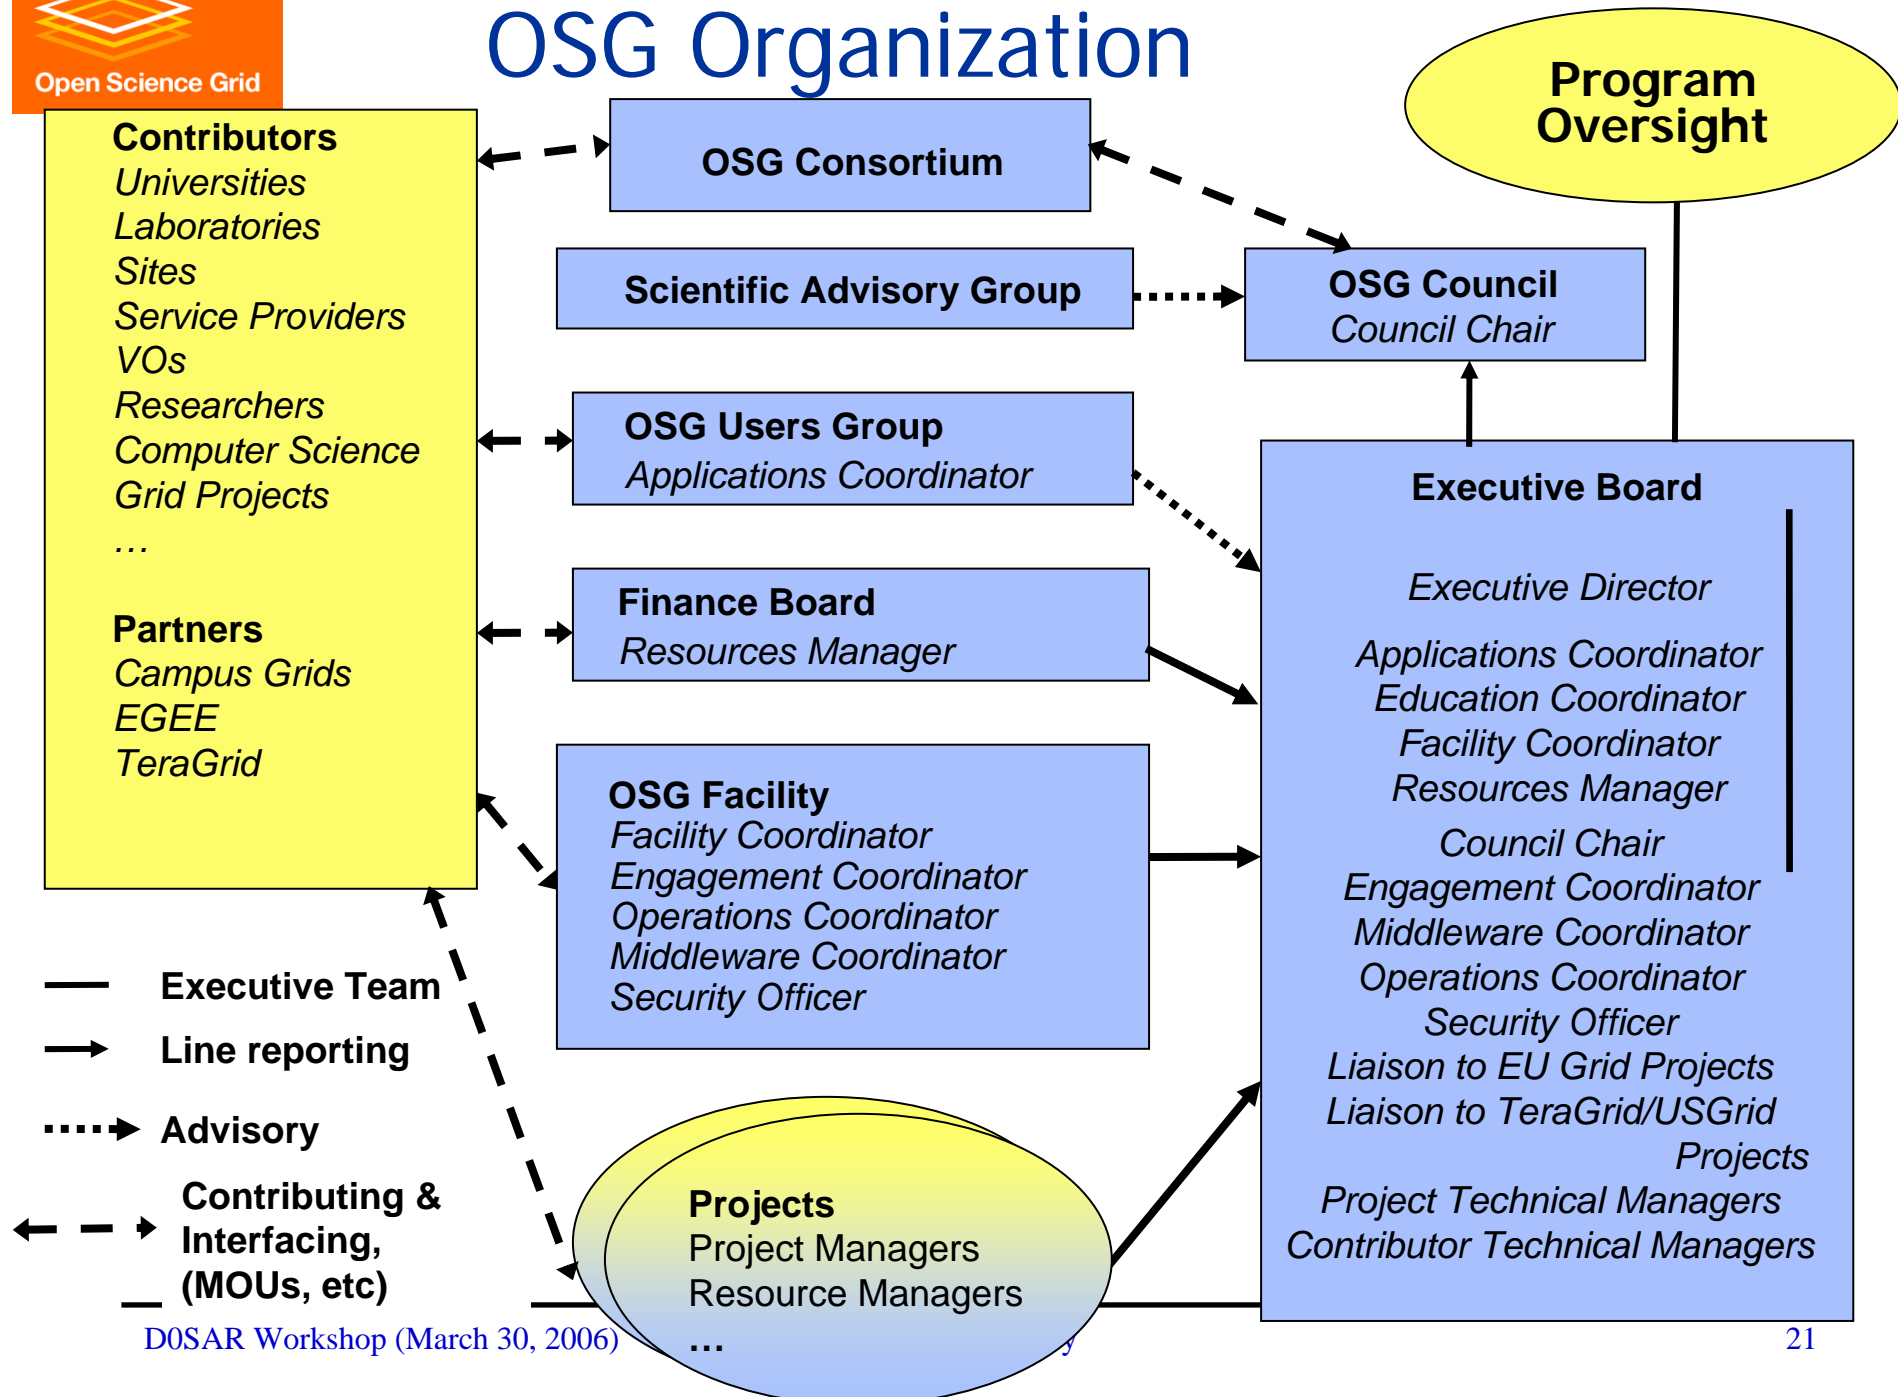 OSG Organization
Open Science Grid
Program
Oversight
Contributors
Universities
Laboratories
Sites
Service Providers
VOs
Researchers
Computer Science
Grid Projects
…
Partners
Campus Grids
EGEE
TeraGrid
OSG Consortium
Scientific Advisory Group
OSG Council
Council Chair
OSG Users Group
Applications Coordinator
Finance Board
Resources Manager
OSG Facility
Facility Coordinator
Engagement Coordinator
Operations Coordinator
Middleware Coordinator
Security Officer
Executive Board
Executive Director
Applications Coordinator
Education Coordinator
Facility Coordinator
Resources Manager
Council Chair
Engagement Coordinator
Middleware Coordinator
Operations Coordinator
Security Officer
Liaison to EU Grid Projects
Liaison to TeraGrid/USGrid
Projects
Project Technical Managers
Contributor Technical Managers
Executive Team
Line reporting
Advisory
Contributing &
Interfacing,
(MOUs, etc)
Projects
Project Managers
Resource Managers
…
D0SAR Workshop (March 30, 2006)
21